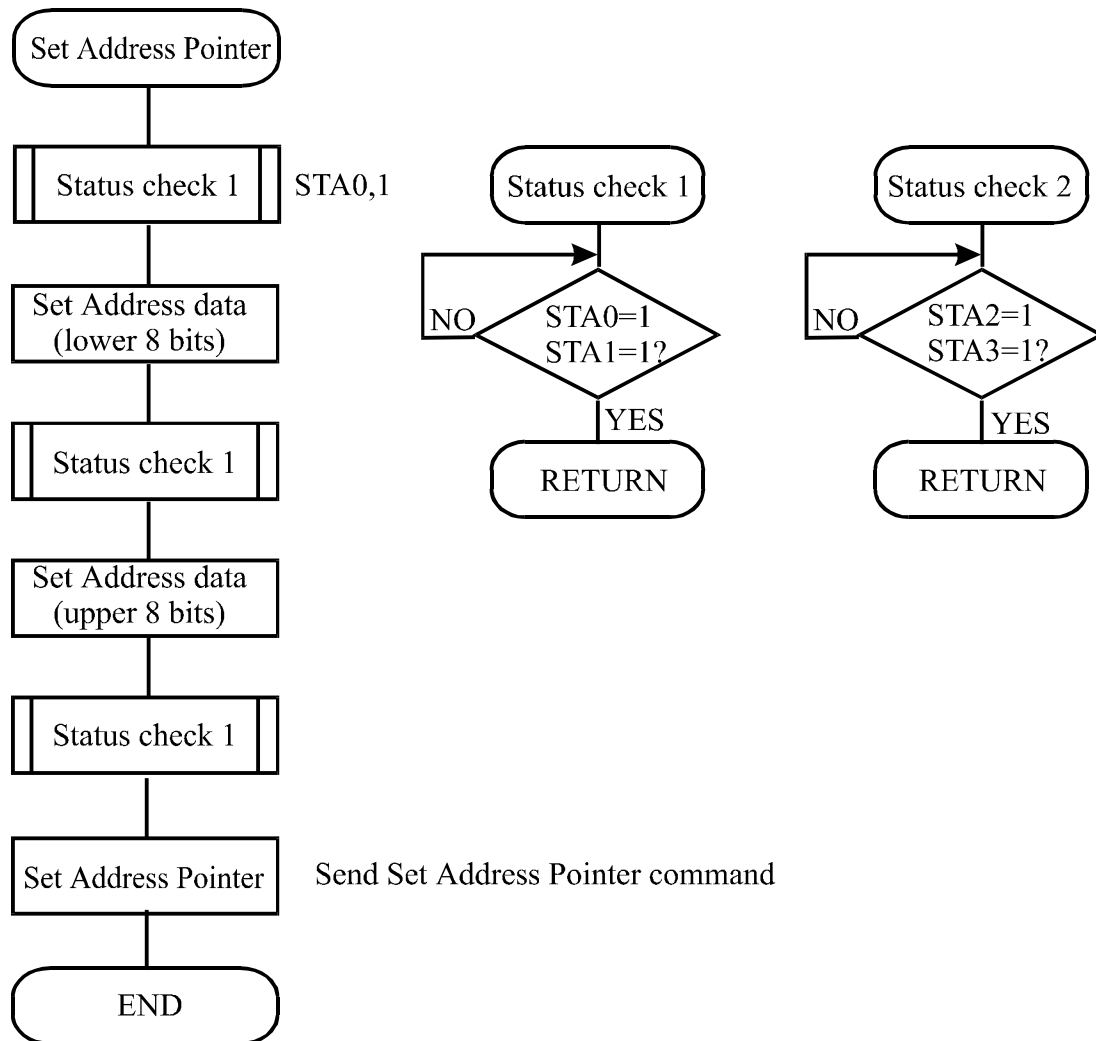 Set Address Pointer
Status check 1
STA0,1
Set Address data
(lower 8 bits)
Status check 1
Set Address data
(upper 8 bits)
Status check 1
Set Address Pointer
Send Set Address Pointer command
END
Status check 1
NO
STA0=1
STA1=1?
YES
RETURN
Status check 2
NO
STA2=1
STA3=1?
YES
RETURN